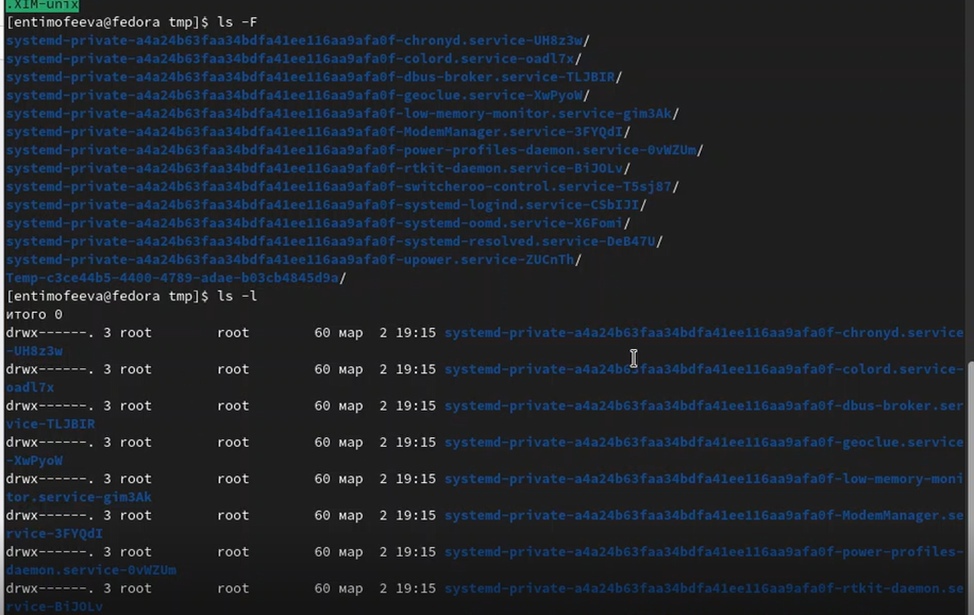 .XIM-unix
[entimofeeva@fedora tmp]$ ls -F
systemd-private-a4a24b63faa34bdfa41ee116aa9afa0f-chronyd.service-UH8z3w/
systemd-private-a4a24b63faa34bdfa41ee116aa9afa0f-colord.service-oadl7x/
systemd-private-a4a24b63faa34bdfa41ee116aa9afa0f-dbus-broker.service-TLJBIR/
systemd-private-a4a24b63faa34bdfa41ee116aa9afa0f-geoclue.service-XwPyoW/
systemd-private-a4a24b63faa34bdfa41ee116aa9afa0f-low-memory-monitor.service-gim3Ak/
systemd-private-a4a24b63faa34bdfa41ee116aa9afa0f-ModemManager.service-3FYQdI/
systemd-private-a4a24b63faa34bdfa41ee116aa9afa0f-power-profiles-daemon.service-0vWZUm/
systemd-private-a4a24b63faa34bdfa41ee116aa9afa0f-rtkit-daemon.service-BiJOLv/
systemd-private-a4a24b63faa34bdfa41ee116aa9afa0f-switcheroo-control.service-T5sj87/
systemd-private-a4a24b63faa34bdfa41ee116aa9afa0f-systemd-logind.service-CSbIJI/
systemd-private-a4a24b63faa34bdfa41ee116aa9afa0f-systemd-oomd.service-X6Fomi/
systemd-private-a4a24b63faa34bdfa41ee116aa9afa0f-systemd-resolved.service-DeB47U/
systemd-private-a4a24b63faa34bdfa41ee116aa9afa0f-upower.service-ZUCnTh/
Temp-c3ce44b5-4400-4789-adae-b03cb4845d9a/
[entimofeeva@fedora tmp]$ ls -l
итого 0
drwx------. 3 root root 60 мар 2 19:15 systemd-private-a4a24b63faa34bdfa41ee116aa9afa0f-chronyd.service
-UH8z3w
drwx------. 3 root root 60 мар 2 19:15 systemd-private-a4a24b63faa34bdfa41ee116aa9afa0f-colord.service-
oadl7x
drwx------. 3 root root 60 мар 2 19:15 systemd-private-a4a24b63faa34bdfa41ee116aa9afa0f-dbus-broker.ser
vice-TLJBIR
drwx------. 3 root root 60 мар 2 19:15 systemd-private-a4a24b63faa34bdfa41ee116aa9afa0f-geoclue.service
-XwPyoW
drwx------. 3 root root 60 мар 2 19:15 systemd-private-a4a24b63faa34bdfa41ee116aa9afa0f-low-memory-moni
tor.service-gim3Ak
drwx------. 3 root root 60 мар 2 19:15 systemd-private-a4a24b63faa34bdfa41ee116aa9afa0f-ModemManager.se
rvice-3FYQdI
drwx------. 3 root root 60 мар 2 19:15 systemd-private-a4a24b63faa34bdfa41ee116aa9afa0f-power-profiles-
daemon.service-0vWZUm
drwx------. 3 root root 60 мар 2 19:15 systemd-private-a4a24b63faa34bdfa41ee116aa9afa0f-rtkit-daemon.se
rvice-BiJOLv